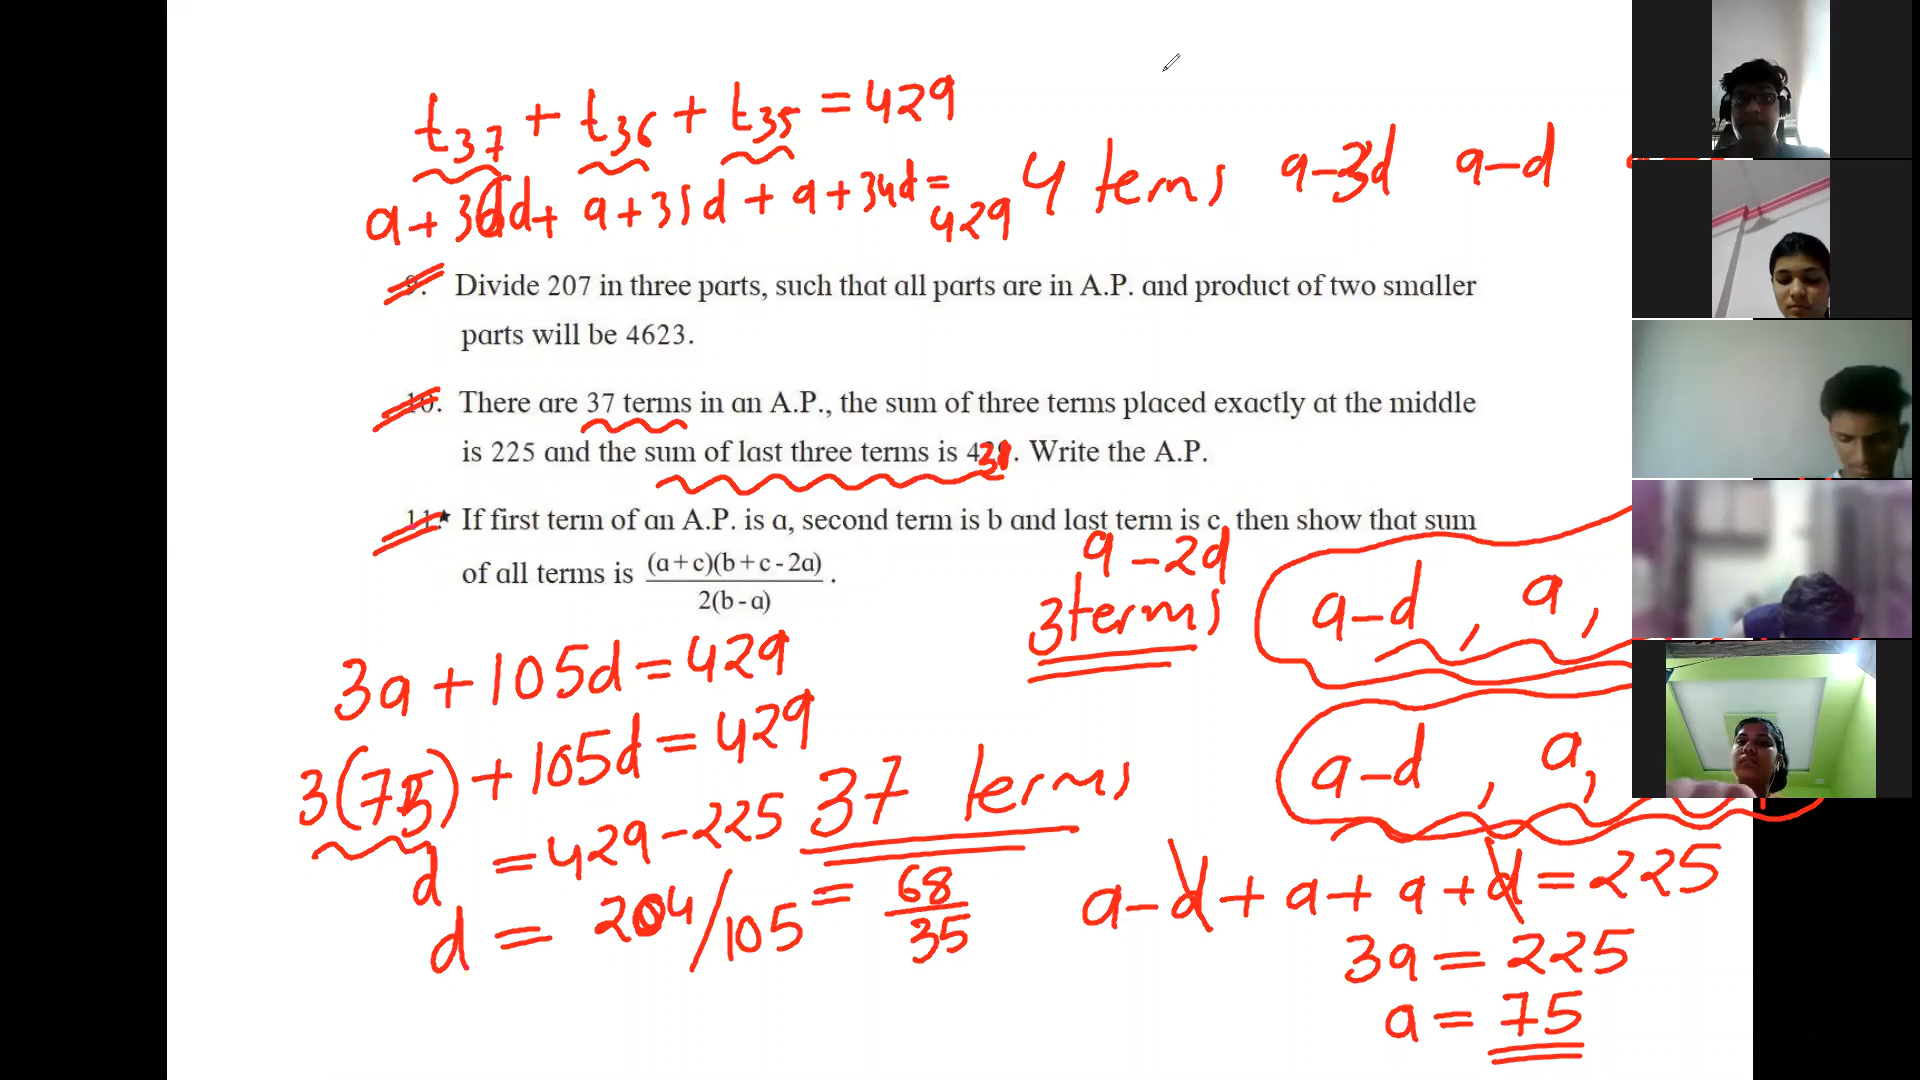 t37 + t36 + t35 = 429
a+36d + a+35d + a+34d = 429
4 terms a-3d a-d
9. Divide 207 in three parts, such that all parts are in A.P. and product of two smaller
parts will be 4623.
10. There are 37 terms in an A.P., the sum of three terms placed exactly at the middle
is 225 and the sum of last three terms is 429. Write the A.P.
11.★ If first term of an A.P. is a, second term is b and last term is c, then show that sum
of all terms is (a+c)(b+c-2a) / 2(b-a) .
a-2d
3 terms a-d, a,
3a + 105d = 429
3(75) + 105d = 429
37 terms a-d, a,
d = 429-225
a-d + a + a+d = 225
d = 204/105 = 68/35
3a = 225
a = 75